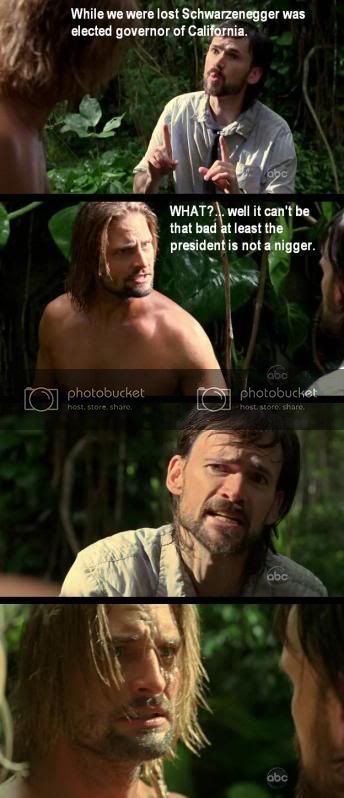 While we were lost Schwarzenegger was
elected governor of California.
abc
WHAT?... well it can't be
that bad at least the
president is not a nigger.
abc
photobucket
host. store. share.
photobucket
host. store. share.
abc
abc